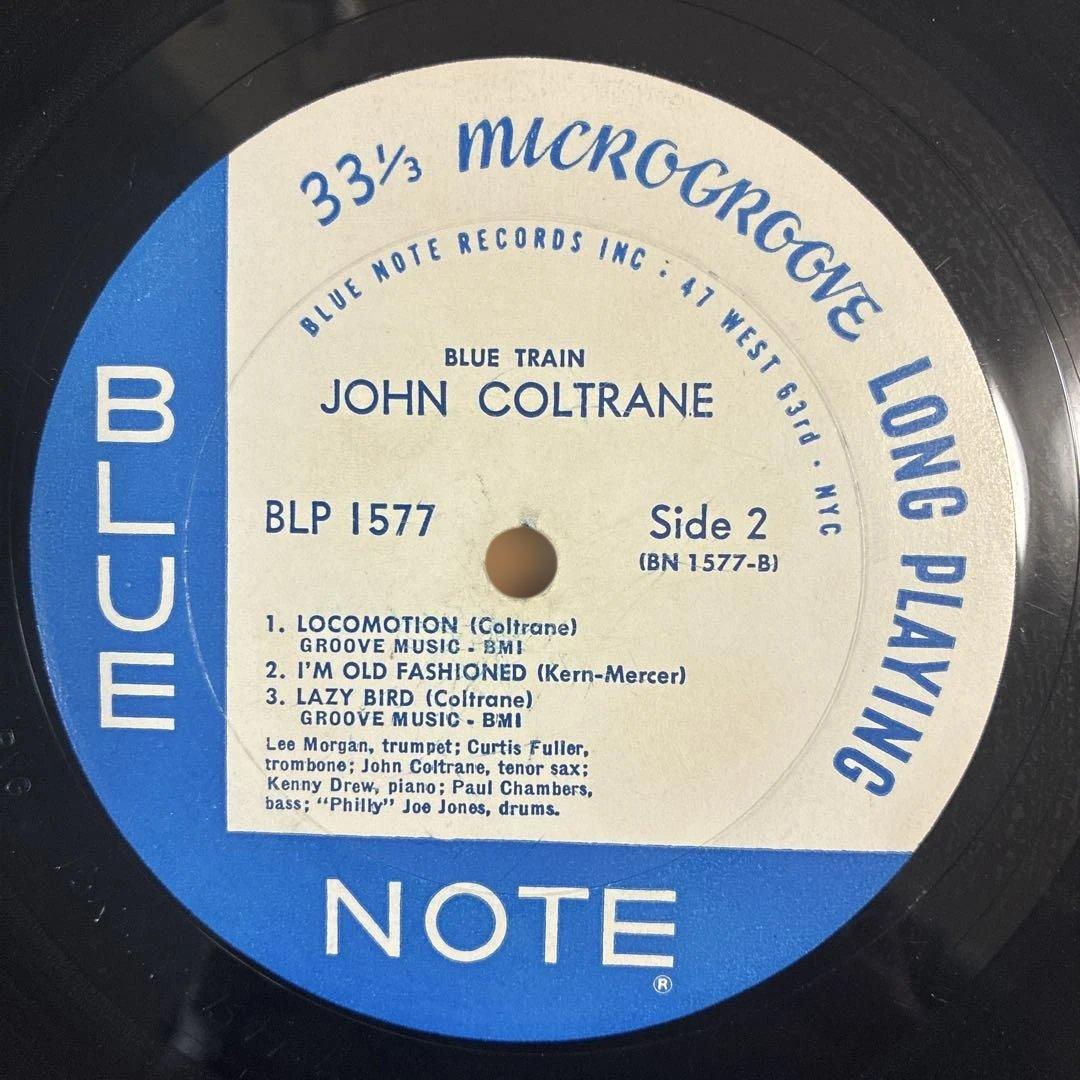 33⅓ MICROGROOVE LONG PLAYING
BLUE NOTE RECORDS INC · 47 WEST 63rd · NYC
BLUE TRAIN
JOHN COLTRANE
BLP 1577
Side 2
(BN 1577-B)
1. LOCOMOTION (Coltrane)
GROOVE MUSIC - BMI
2. I'M OLD FASHIONED (Kern-Mercer)
3. LAZY BIRD (Coltrane)
GROOVE MUSIC - BMI
Lee Morgan, trumpet; Curtis Fuller,
trombone; John Coltrane, tenor sax;
Kenny Drew, piano; Paul Chambers,
bass; "Philly" Joe Jones, drums.
BLUE
NOTE
®